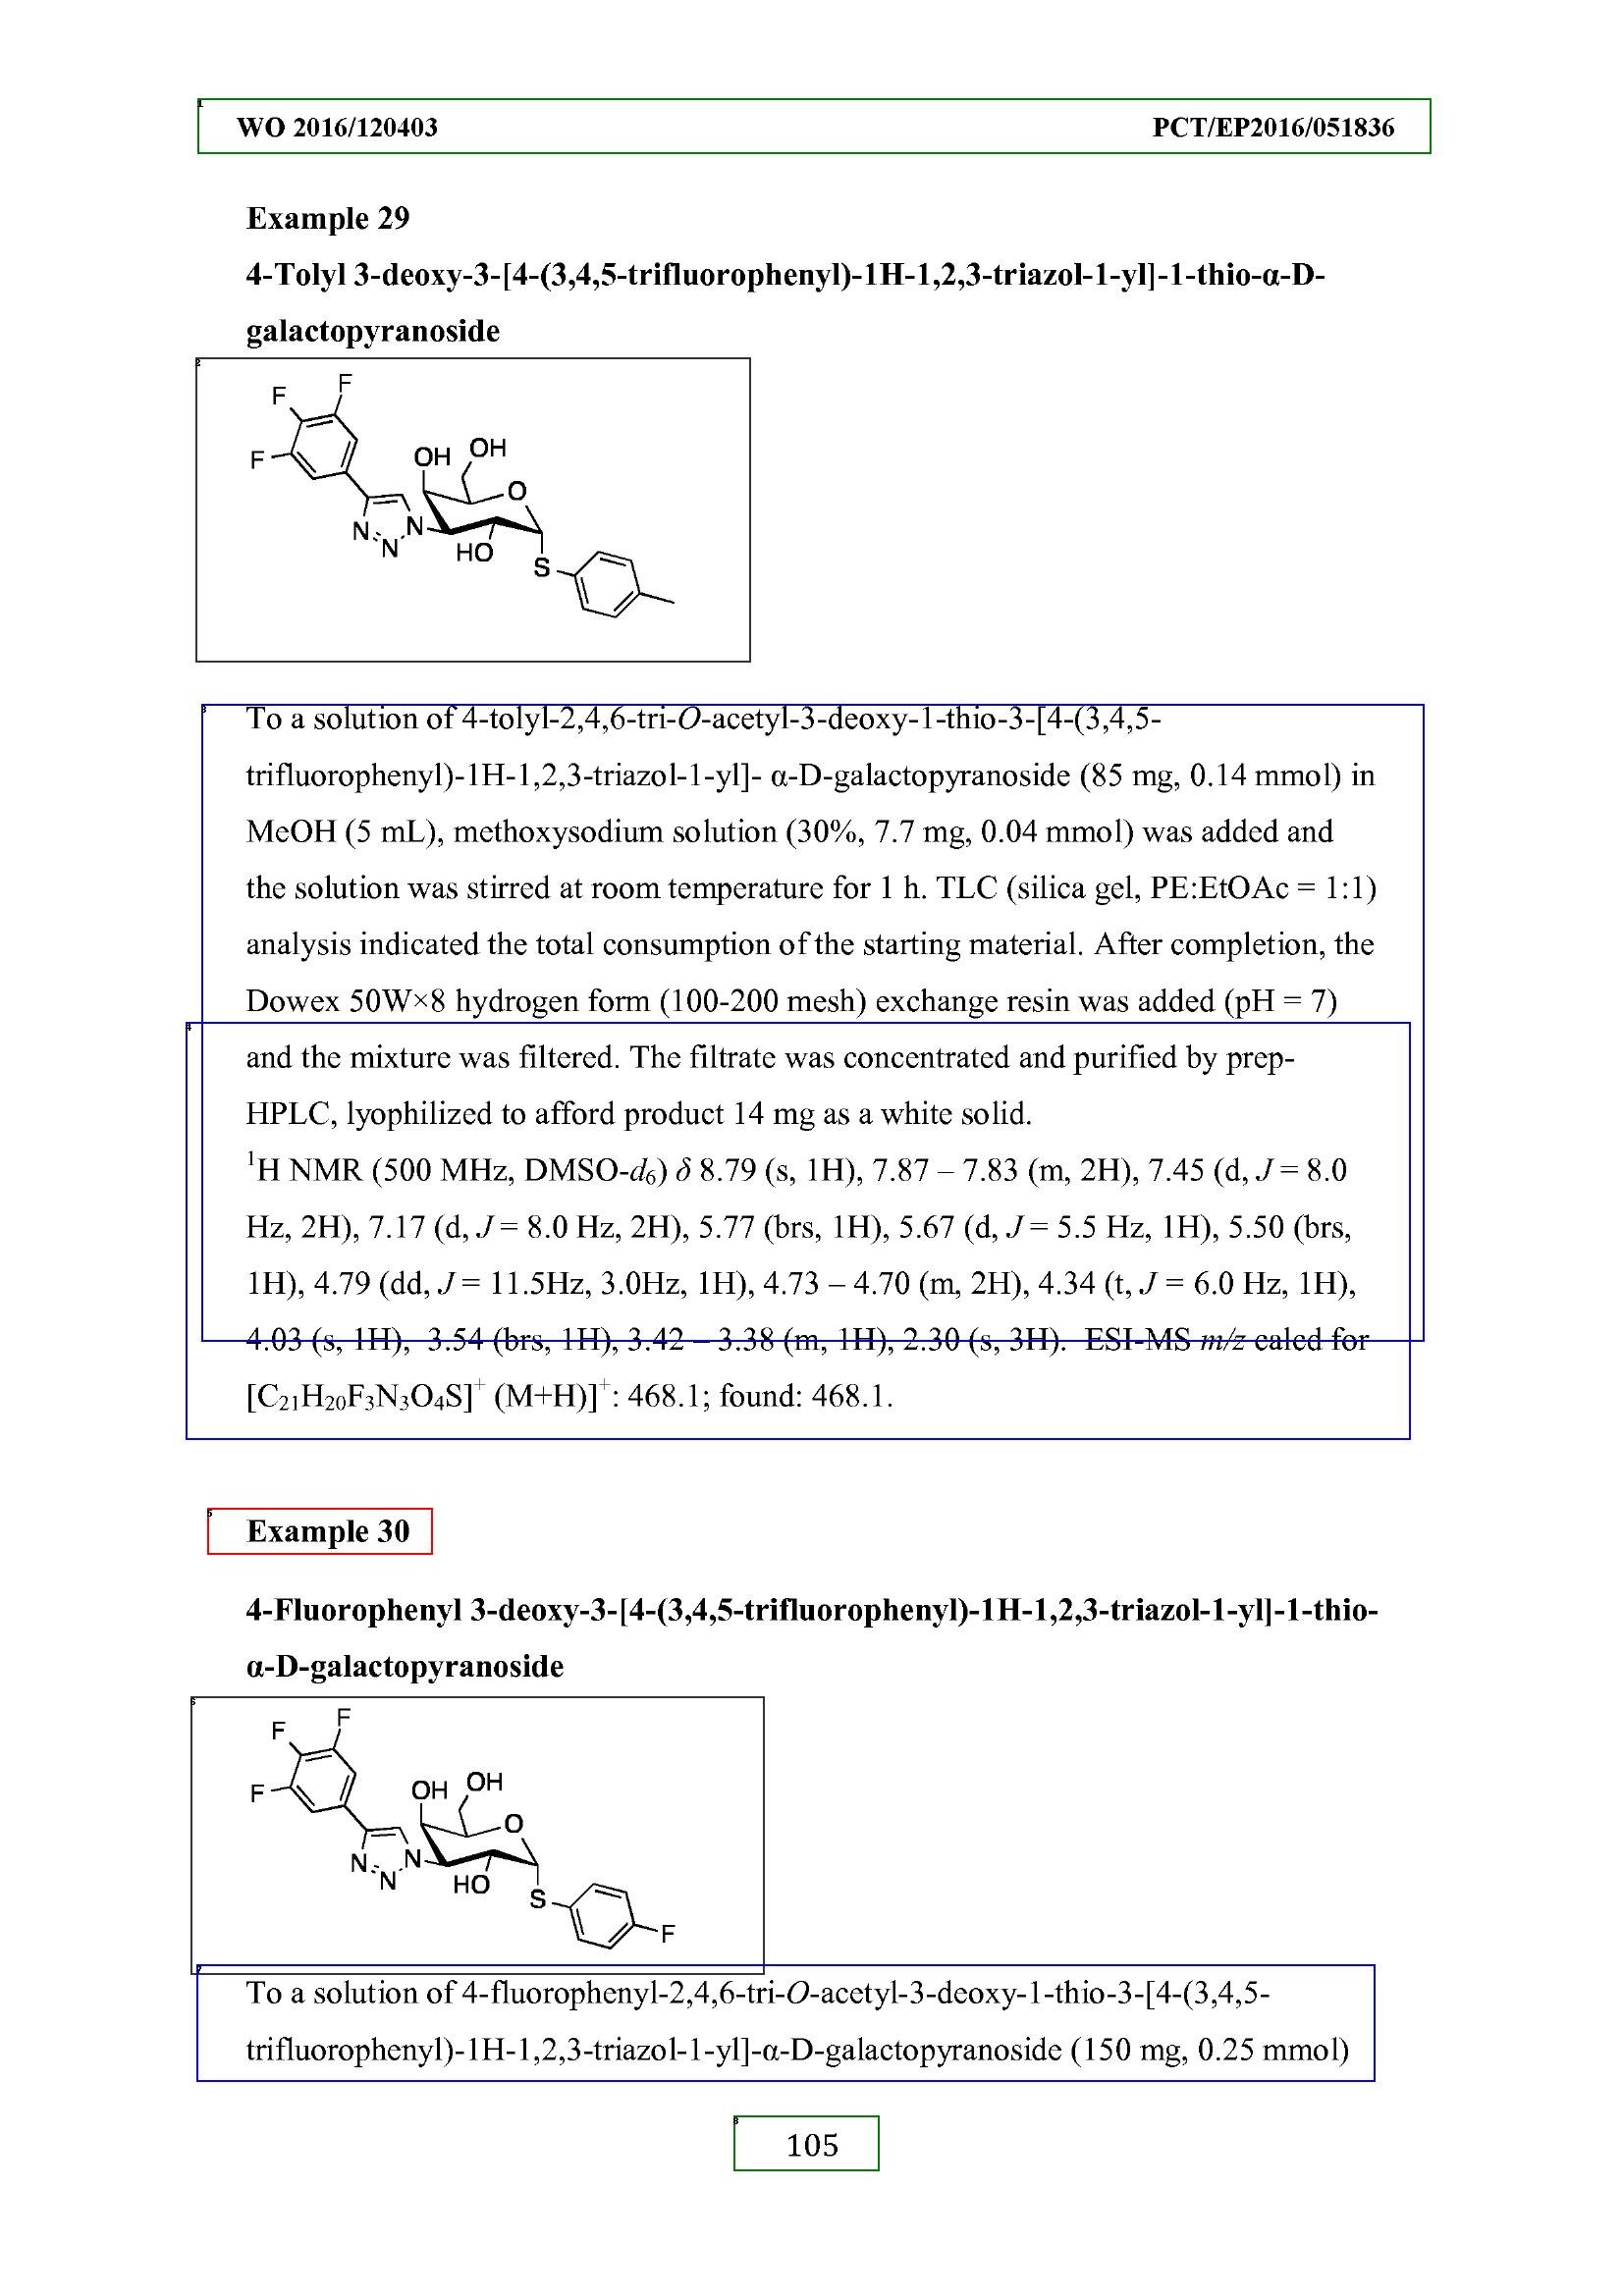 WO 2016/120403 PCT/EP2016/051836
Example 29
4-Tolyl 3-deoxy-3-[4-(3,4,5-trifluorophenyl)-1H-1,2,3-triazol-1-yl]-1-thio-α-D-
galactopyranoside
2
F F
F
OH OH
O
N N N
HO
S
3
To a solution of 4-tolyl-2,4,6-tri-O-acetyl-3-deoxy-1-thio-3-[4-(3,4,5-
trifluorophenyl)-1H-1,2,3-triazol-1-yl]- α-D-galactopyranoside (85 mg, 0.14 mmol) in
MeOH (5 mL), methoxysodium solution (30%, 7.7 mg, 0.04 mmol) was added and
the solution was stirred at room temperature for 1 h. TLC (silica gel, PE:EtOAc = 1:1)
analysis indicated the total consumption of the starting material. After completion, the
Dowex 50W×8 hydrogen form (100-200 mesh) exchange resin was added (pH = 7)
4
and the mixture was filtered. The filtrate was concentrated and purified by prep-
HPLC, lyophilized to afford product 14 mg as a white solid.
¹H NMR (500 MHz, DMSO-d₆) δ 8.79 (s, 1H), 7.87 – 7.83 (m, 2H), 7.45 (d, J = 8.0
Hz, 2H), 7.17 (d, J = 8.0 Hz, 2H), 5.77 (brs, 1H), 5.67 (d, J = 5.5 Hz, 1H), 5.50 (brs,
1H), 4.79 (dd, J = 11.5Hz, 3.0Hz, 1H), 4.73 – 4.70 (m, 2H), 4.34 (t, J = 6.0 Hz, 1H),
4.03 (s, 1H), 3.54 (brs, 1H), 3.42 – 3.38 (m, 1H), 2.30 (s, 3H). ESI-MS m/z calcd for
[C₂₁H₂₀F₃N₃O₄S]⁺ (M+H)]⁺: 468.1; found: 468.1.
5
Example 30
4-Fluorophenyl 3-deoxy-3-[4-(3,4,5-trifluorophenyl)-1H-1,2,3-triazol-1-yl]-1-thio-
α-D-galactopyranoside
F F
F
OH OH
O
N N N
HO
S
F
To a solution of 4-fluorophenyl-2,4,6-tri-O-acetyl-3-deoxy-1-thio-3-[4-(3,4,5-
trifluorophenyl)-1H-1,2,3-triazol-1-yl]-α-D-galactopyranoside (150 mg, 0.25 mmol)
8
105